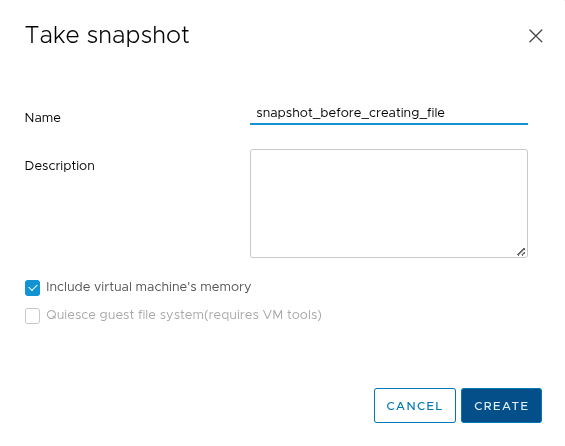 Take snapshot
Name
snapshot_before_creating_file
Description
Include virtual machine's memory
Quiesce guest file system(requires VM tools)
CANCEL
CREATE